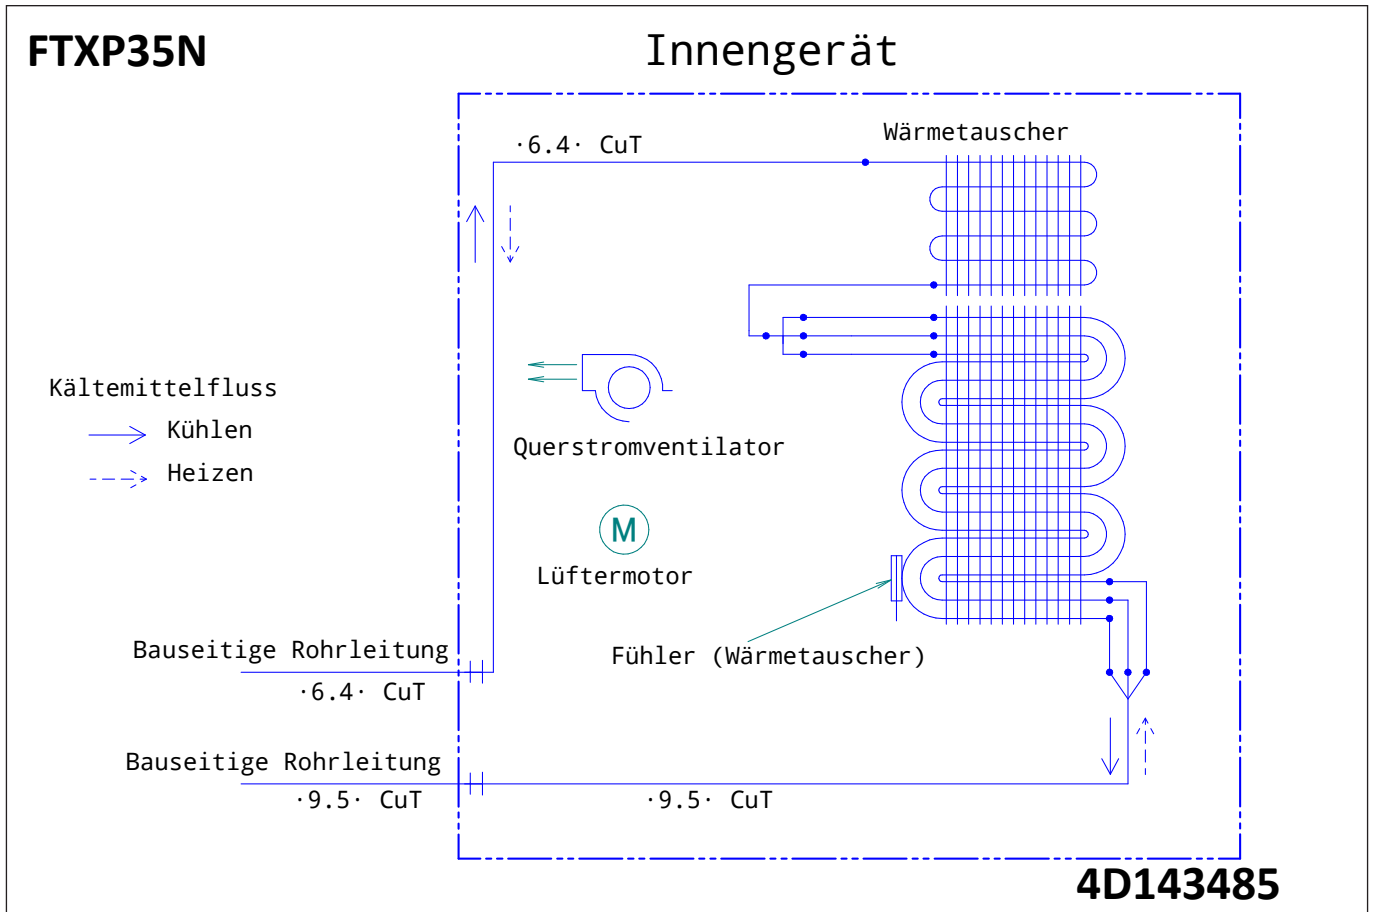 FTXP35N
Innengerät
Wärmetauscher
·6.4· CuT
Kältemittelfluss
Kühlen
Heizen
Querstromventilator
M
Lüftermotor
Fühler (Wärmetauscher)
Bauseitige Rohrleitung
·6.4· CuT
Bauseitige Rohrleitung
·9.5· CuT
·9.5· CuT
4D143485